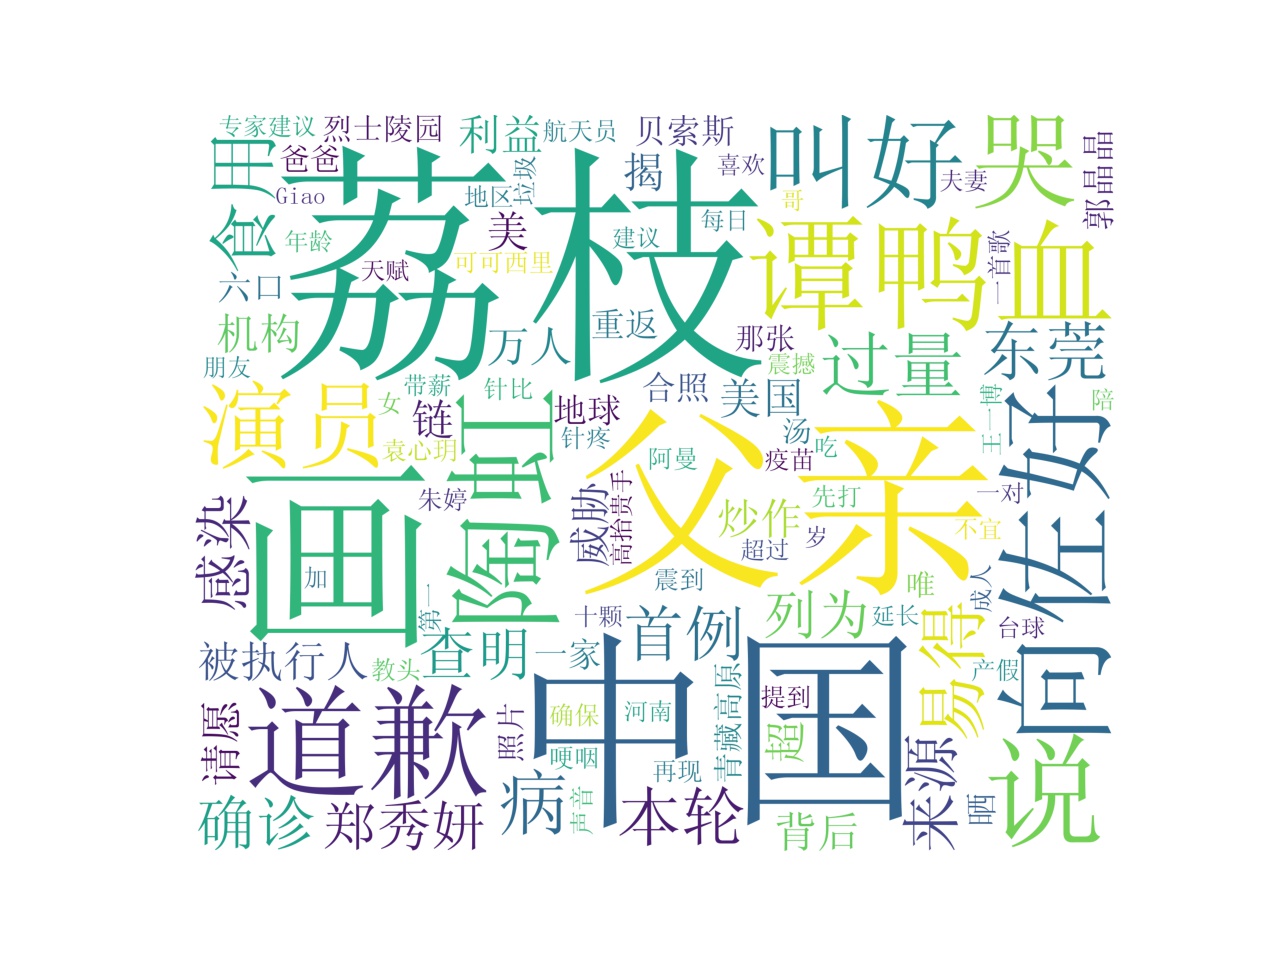 专家建议
烈士陵园
利益
航天员
贝索斯
叫好
哭
郭晶晶
食用
爸爸
Giao
荔枝
地区
垃圾
揭
喜欢
夫妻
美
建议
每日
哥
谭鸭血
一首歌
年龄
天赋
可可西里
六口
机构
万人
重返
那张
震撼
过量
东莞
朋友
带薪
针比
合照
美国
演员
女
链
地球
陶虹
父亲
汤
吃
王一博
陪
向佐好子
袁心玥
针疼
阿曼
疫苗
画
朱婷
威胁
高抬贵手
炒作
先打
一对
不宜
感染
超过
岁
加
第一
震到
唯
成人
十颗
首例
列为
延长
易得
台球
被执行人
教头
查明
一家
中国
青藏高原
产假
请愿
道歉
照片
确保
河南
提到
超
哽咽
再现
来源
说
确诊
郑秀妍
病
声音
本轮
背后
晒